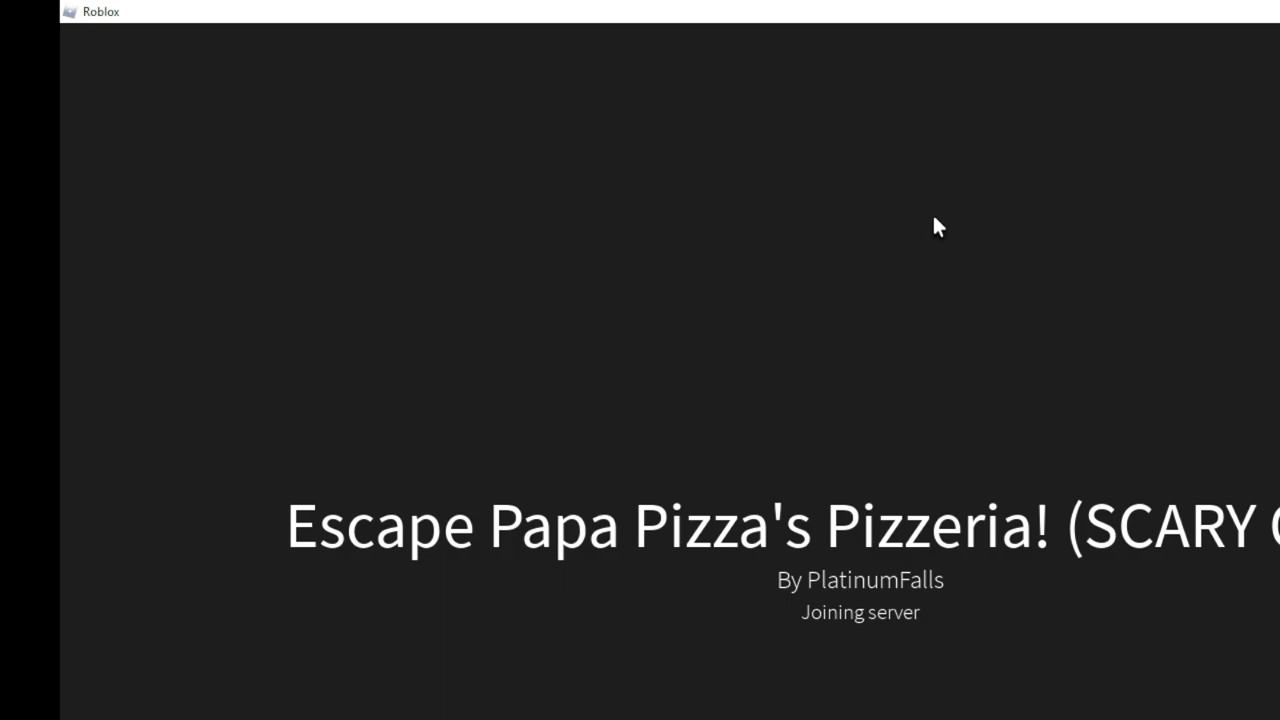 Roblox
Escape Papa Pizza's Pizzeria! (SCARY
By PlatinumFalls
Joining server